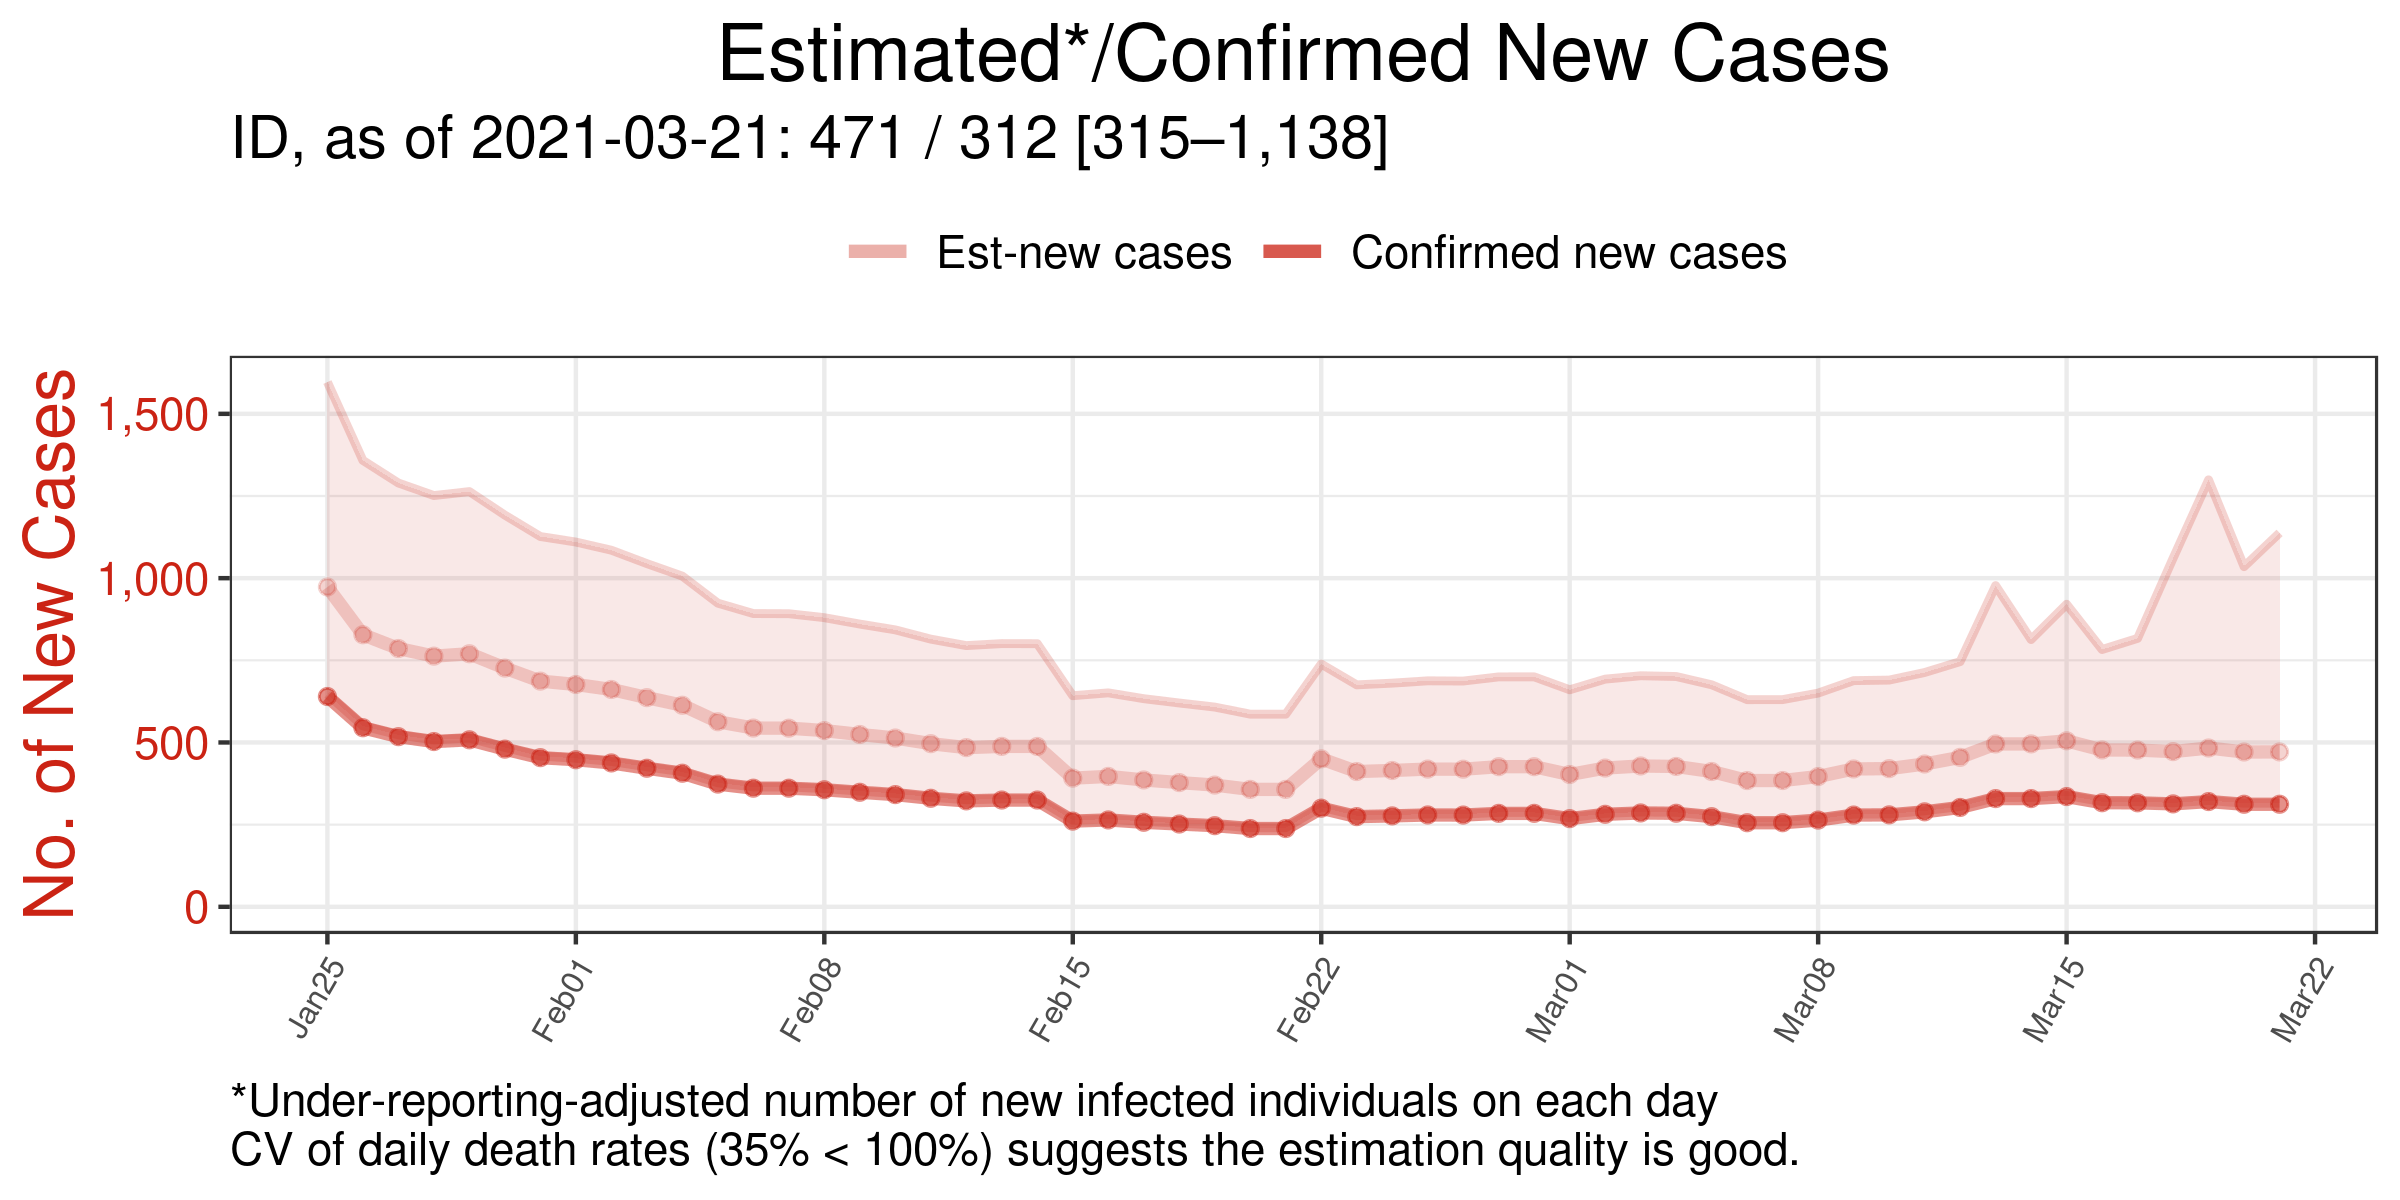 Estimated*/Confirmed New Cases
ID, as of 2021-03-21: 471 / 312 [315–1,138]
Est-new cases Confirmed new cases
No. of New Cases
1,500
1,000
500
0
Jan25 Feb01 Feb08 Feb15 Feb22 Mar01 Mar08 Mar15 Mar22
*Under-reporting-adjusted number of new infected individuals on each day
CV of daily death rates (35% < 100%) suggests the estimation quality is good.